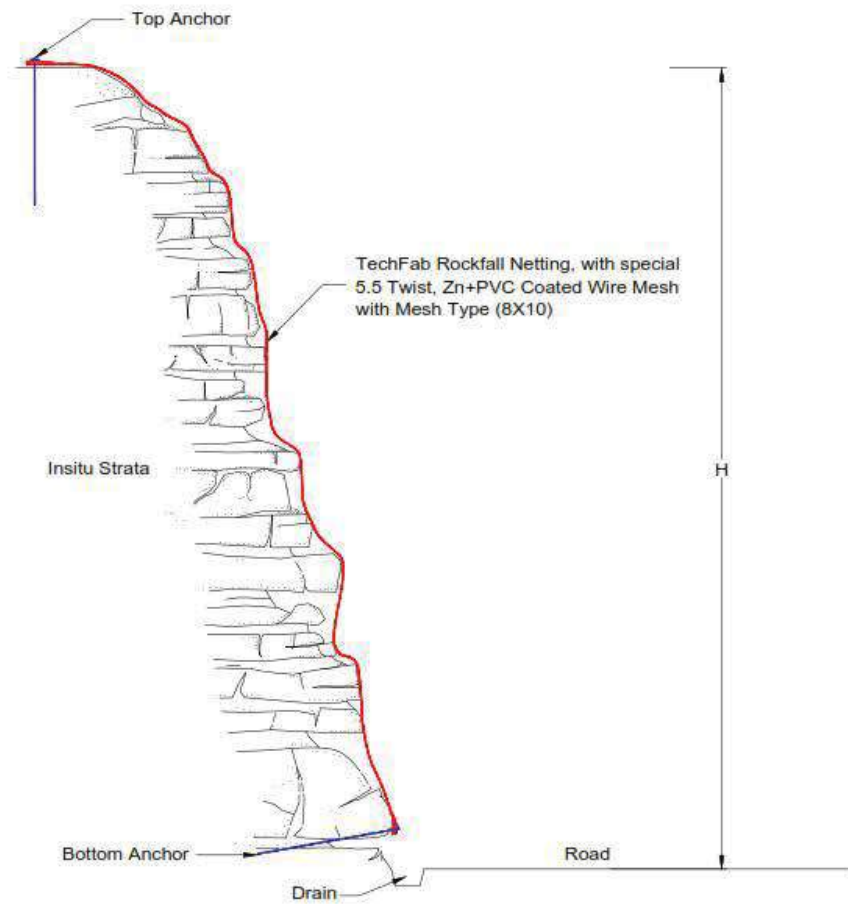 Top Anchor
TechFab Rockfall Netting, with special
5.5 Twist, Zn+PVC Coated Wire Mesh
with Mesh Type (8X10)
Insitu Strata
H
Bottom Anchor
Road
Drain